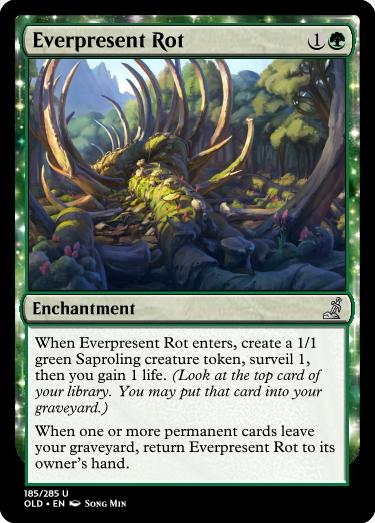 Everpresent Rot 1
Enchantment
When Everpresent Rot enters, create a 1/1
green Saproling creature token, surveil 1,
then you gain 1 life. (Look at the top card of
your library. You may put that card into your
graveyard.)
When one or more permanent cards leave
your graveyard, return Everpresent Rot to its
owner's hand.
185/285 U
OLD • EN Song Min